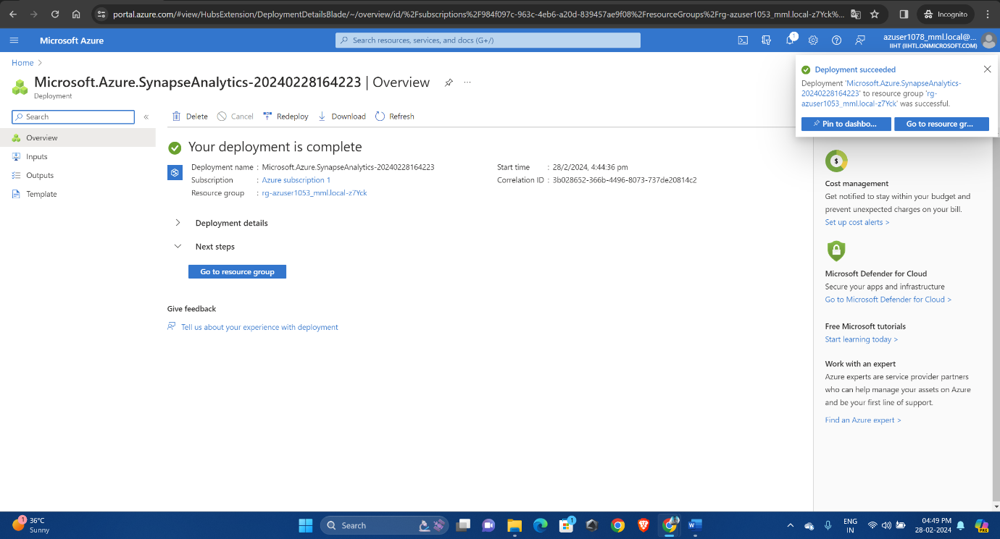 portal.azure.com/#view/HubsExtension/DeploymentDetailsBlade/~/overview/id/%2Fsubscriptions%2F984f097c-963c-4eb6-a20d-839457ae9f08%2FresourceGroups%2Frg-azuser1053_mml.local-z7Yck%...
Incognito
Microsoft Azure
Search resources, services, and docs (G+/)
1
azuser1078_mml.local@...
IIHT (IIHTLONMICROSOFT.COM)
Home
Microsoft.Azure.SynapseAnalytics-20240228164223 | Overview
Deployment
Deployment succeeded
Deployment 'Microsoft.Azure.SynapseAnalytics-
20240228164223' to resource group 'rg-
azuser1053_mml.local-z7Yck' was successful.
Pin to dashbo...
Go to resource gr...
Search
Delete
Cancel
Redeploy
Download
Refresh
Overview
Inputs
Outputs
Template
Your deployment is complete
Deployment name : Microsoft.Azure.SynapseAnalytics-20240228164223
Subscription : Azure subscription 1
Resource group : rg-azuser1053_mml.local-z7Yck
Start time : 28/2/2024, 4:44:36 pm
Correlation ID : 3b028652-366b-4496-8073-737de20814c2
Deployment details
Next steps
Go to resource group
Give feedback
Tell us about your experience with deployment
$
Cost management
Get notified to stay within your budget and
prevent unexpected charges on your bill.
Set up cost alerts >
Microsoft Defender for Cloud
Secure your apps and infrastructure
Go to Microsoft Defender for Cloud >
Free Microsoft tutorials
Start learning today >
Work with an expert
Azure experts are service provider partners
who can help manage your assets on Azure
and be your first line of support.
Find an Azure expert >
1
36°C
Sunny
Search
1
W
ENG
IN
04:49 PM
28-02-2024
PRE